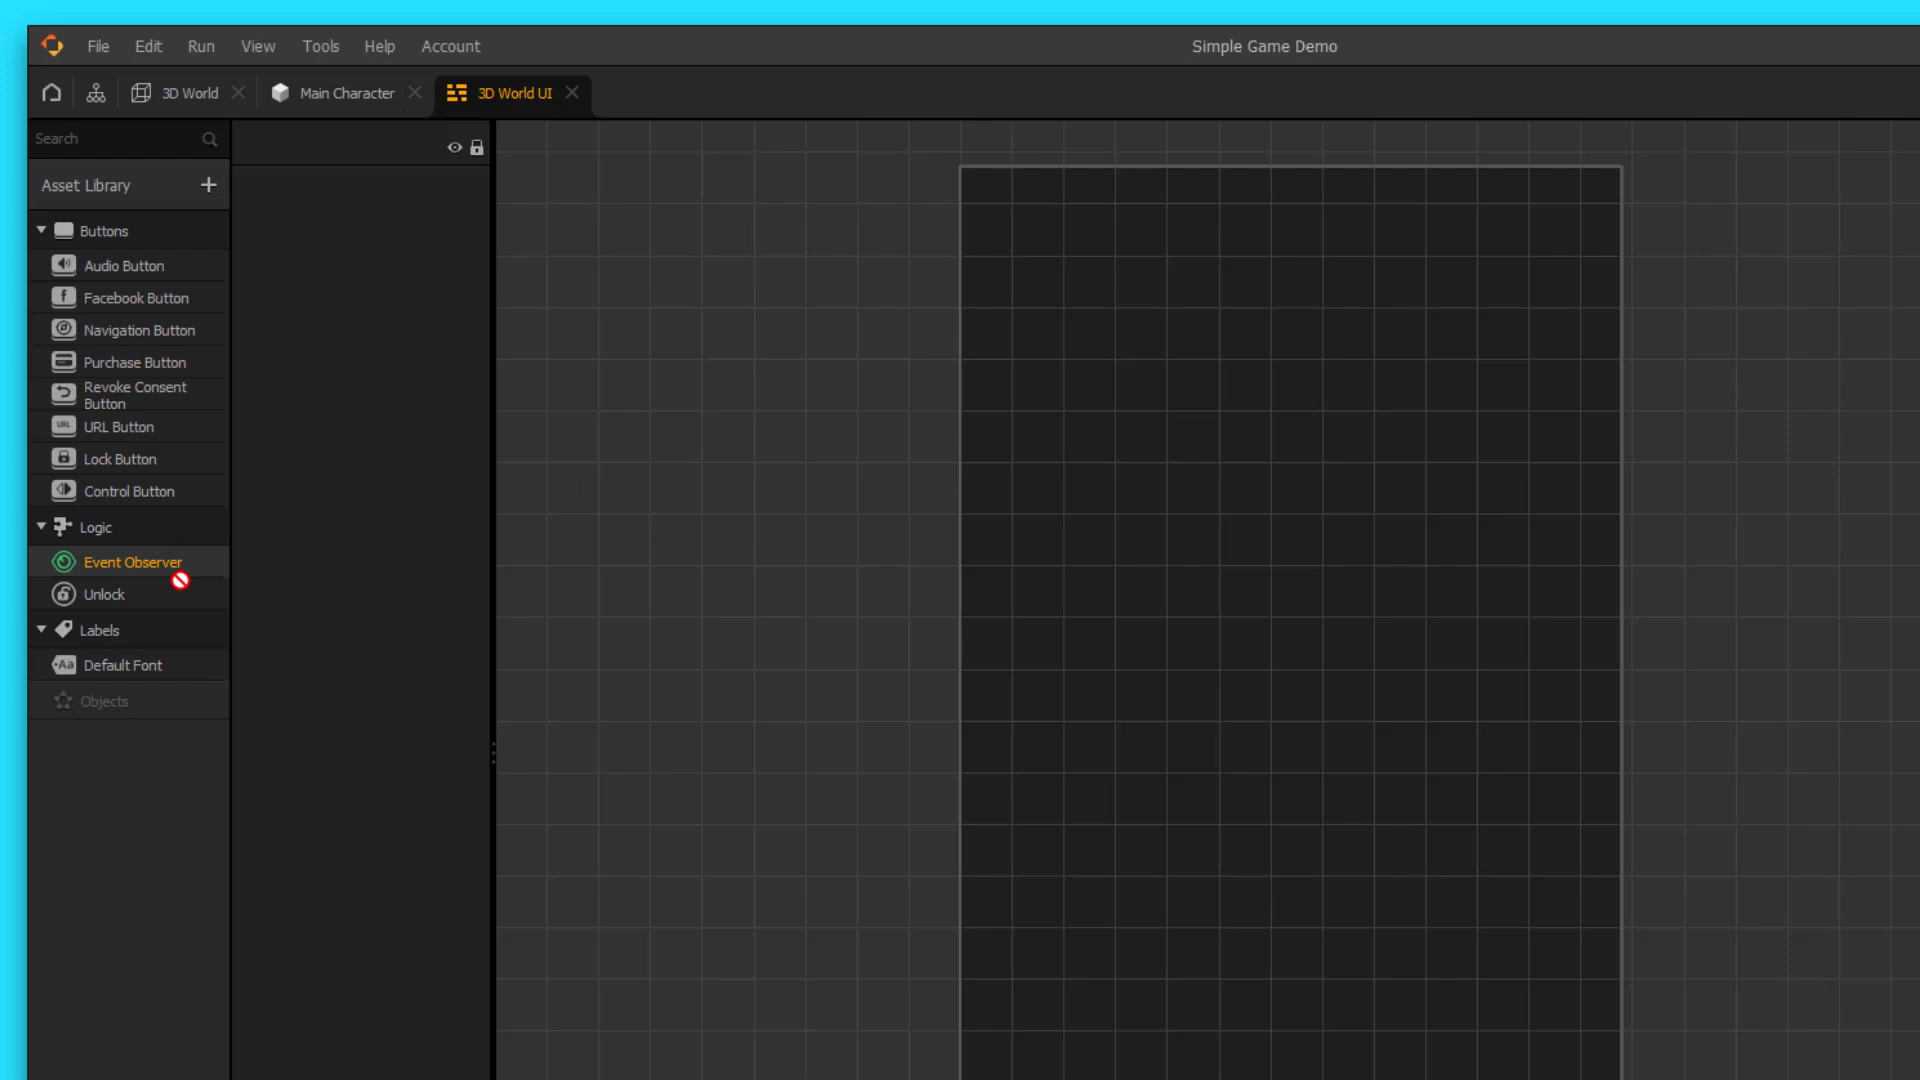 File Edit Run View Tools Help Account Simple Game Demo
3D World Main Character 3D World UI
Search
Asset Library
Buttons
Audio Button
Facebook Button
Navigation Button
Purchase Button
Revoke Consent
Button
URL Button
Lock Button
Control Button
Logic
Event Observer
Unlock
Labels
Aa Default Font
Objects